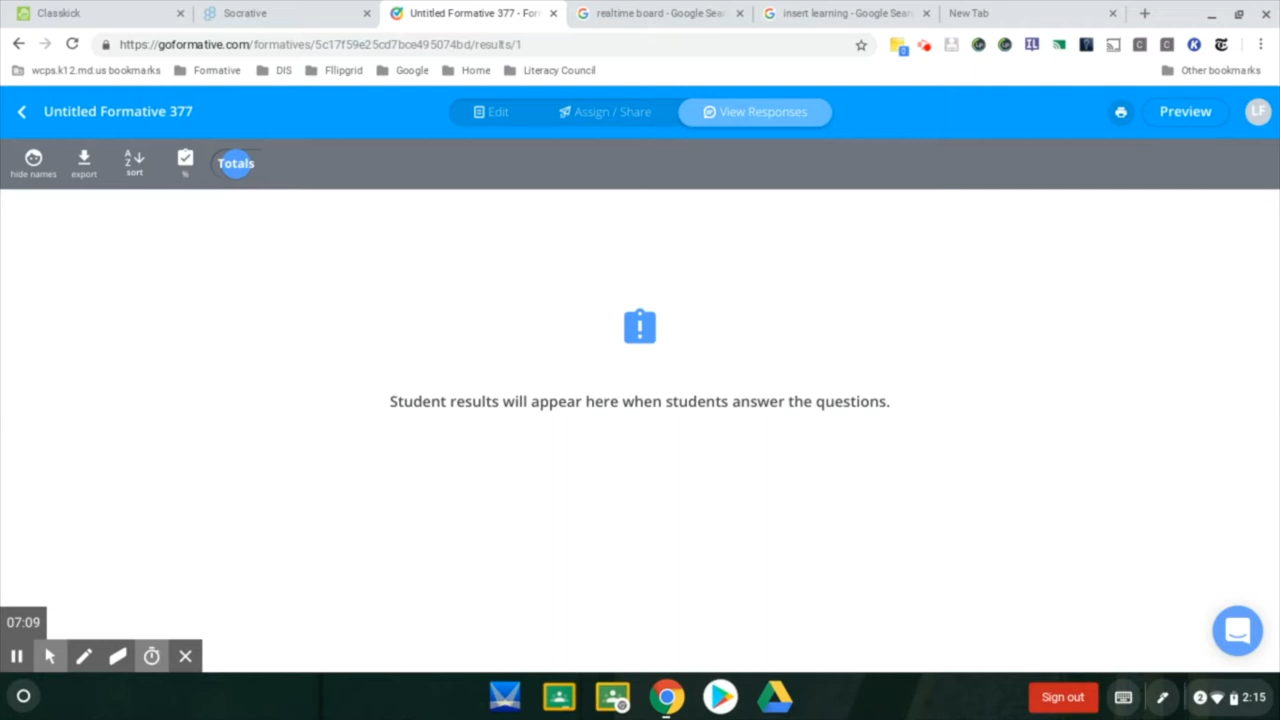 Classkick
Socrative
Untitled Formative 377 - For
realtime board - Google Sear
insert learning - Google Sear
New Tab
https://goformative.com/formatives/5c17f59e25cd7bce495074bd/results/1
wcps.k12.md.us bookmarks
Formative
DIS
Fllipgrid
Google
Home
Literacy Council
Other bookmarks
Untitled Formative 377
Edit
Assign / Share
View Responses
Preview
LF
hide names
export
A
Z
sort
%
Totals
Student results will appear here when students answer the questions.
07:09
Sign out
2
2:15